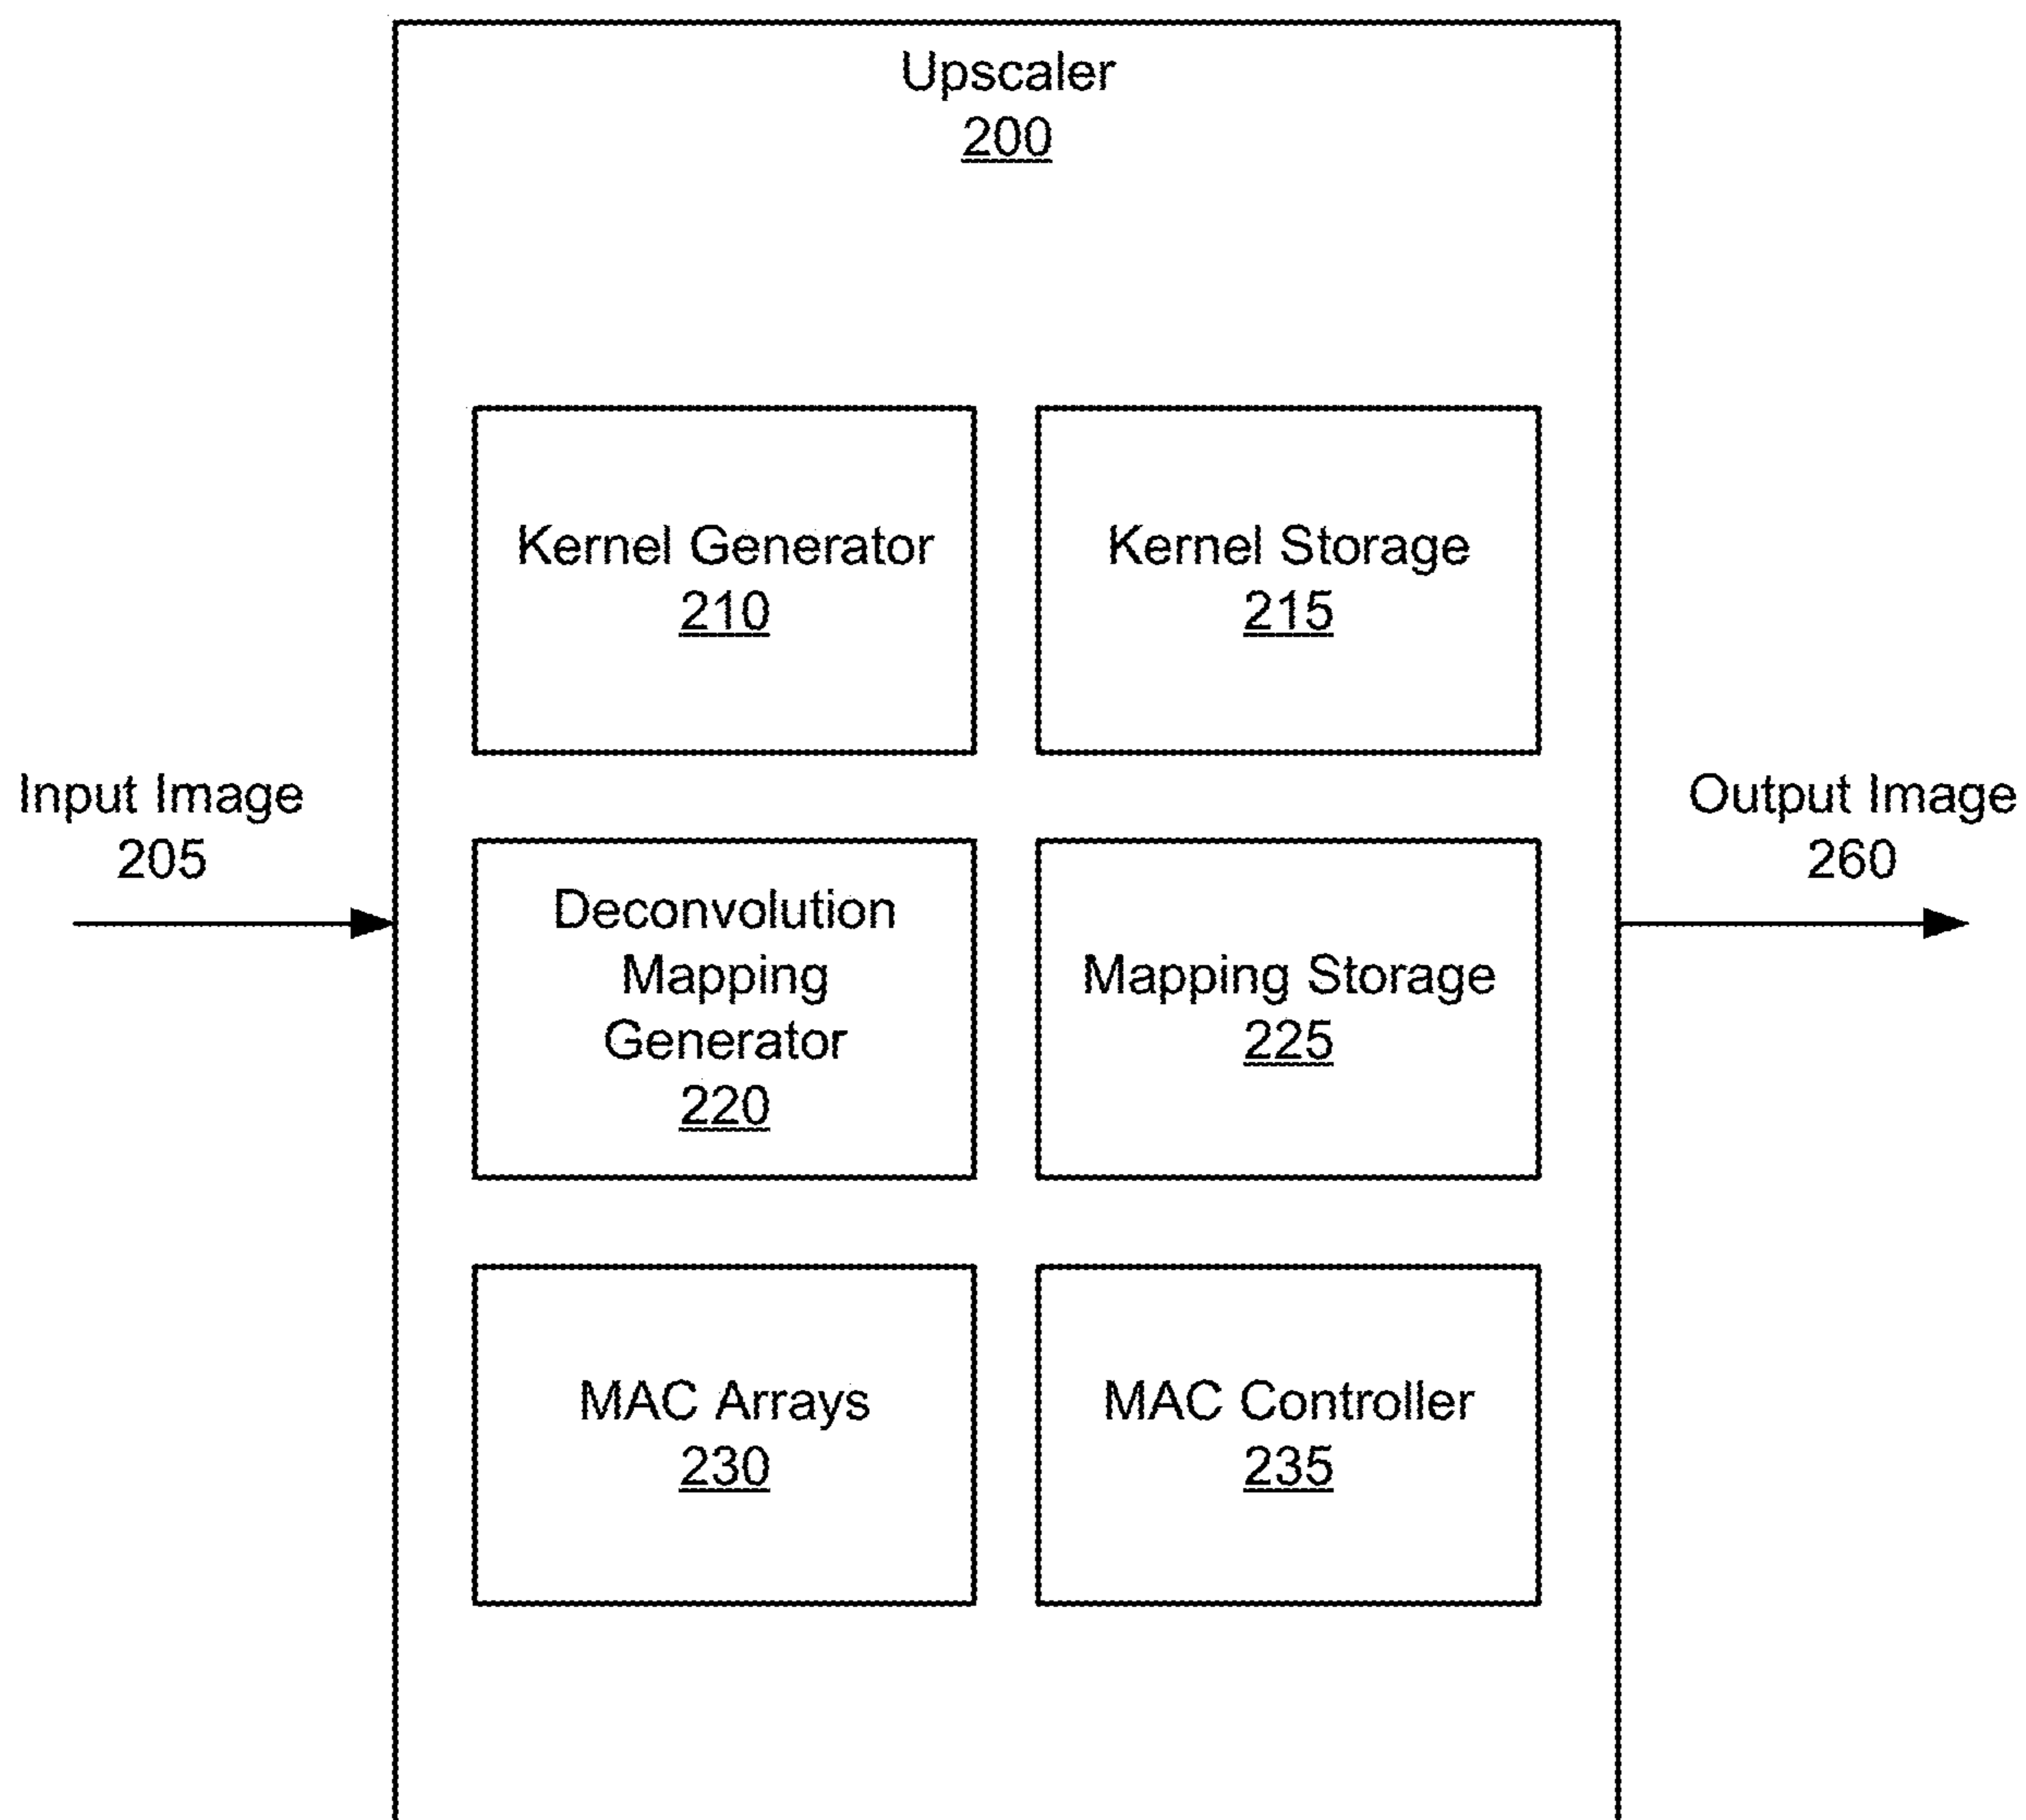 Upscaler
200
Kernel Generator
210
Kernel Storage
215
Input Image
205
Deconvolution
Mapping
Generator
220
Mapping Storage
225
Output Image
260
MAC Arrays
230
MAC Controller
235